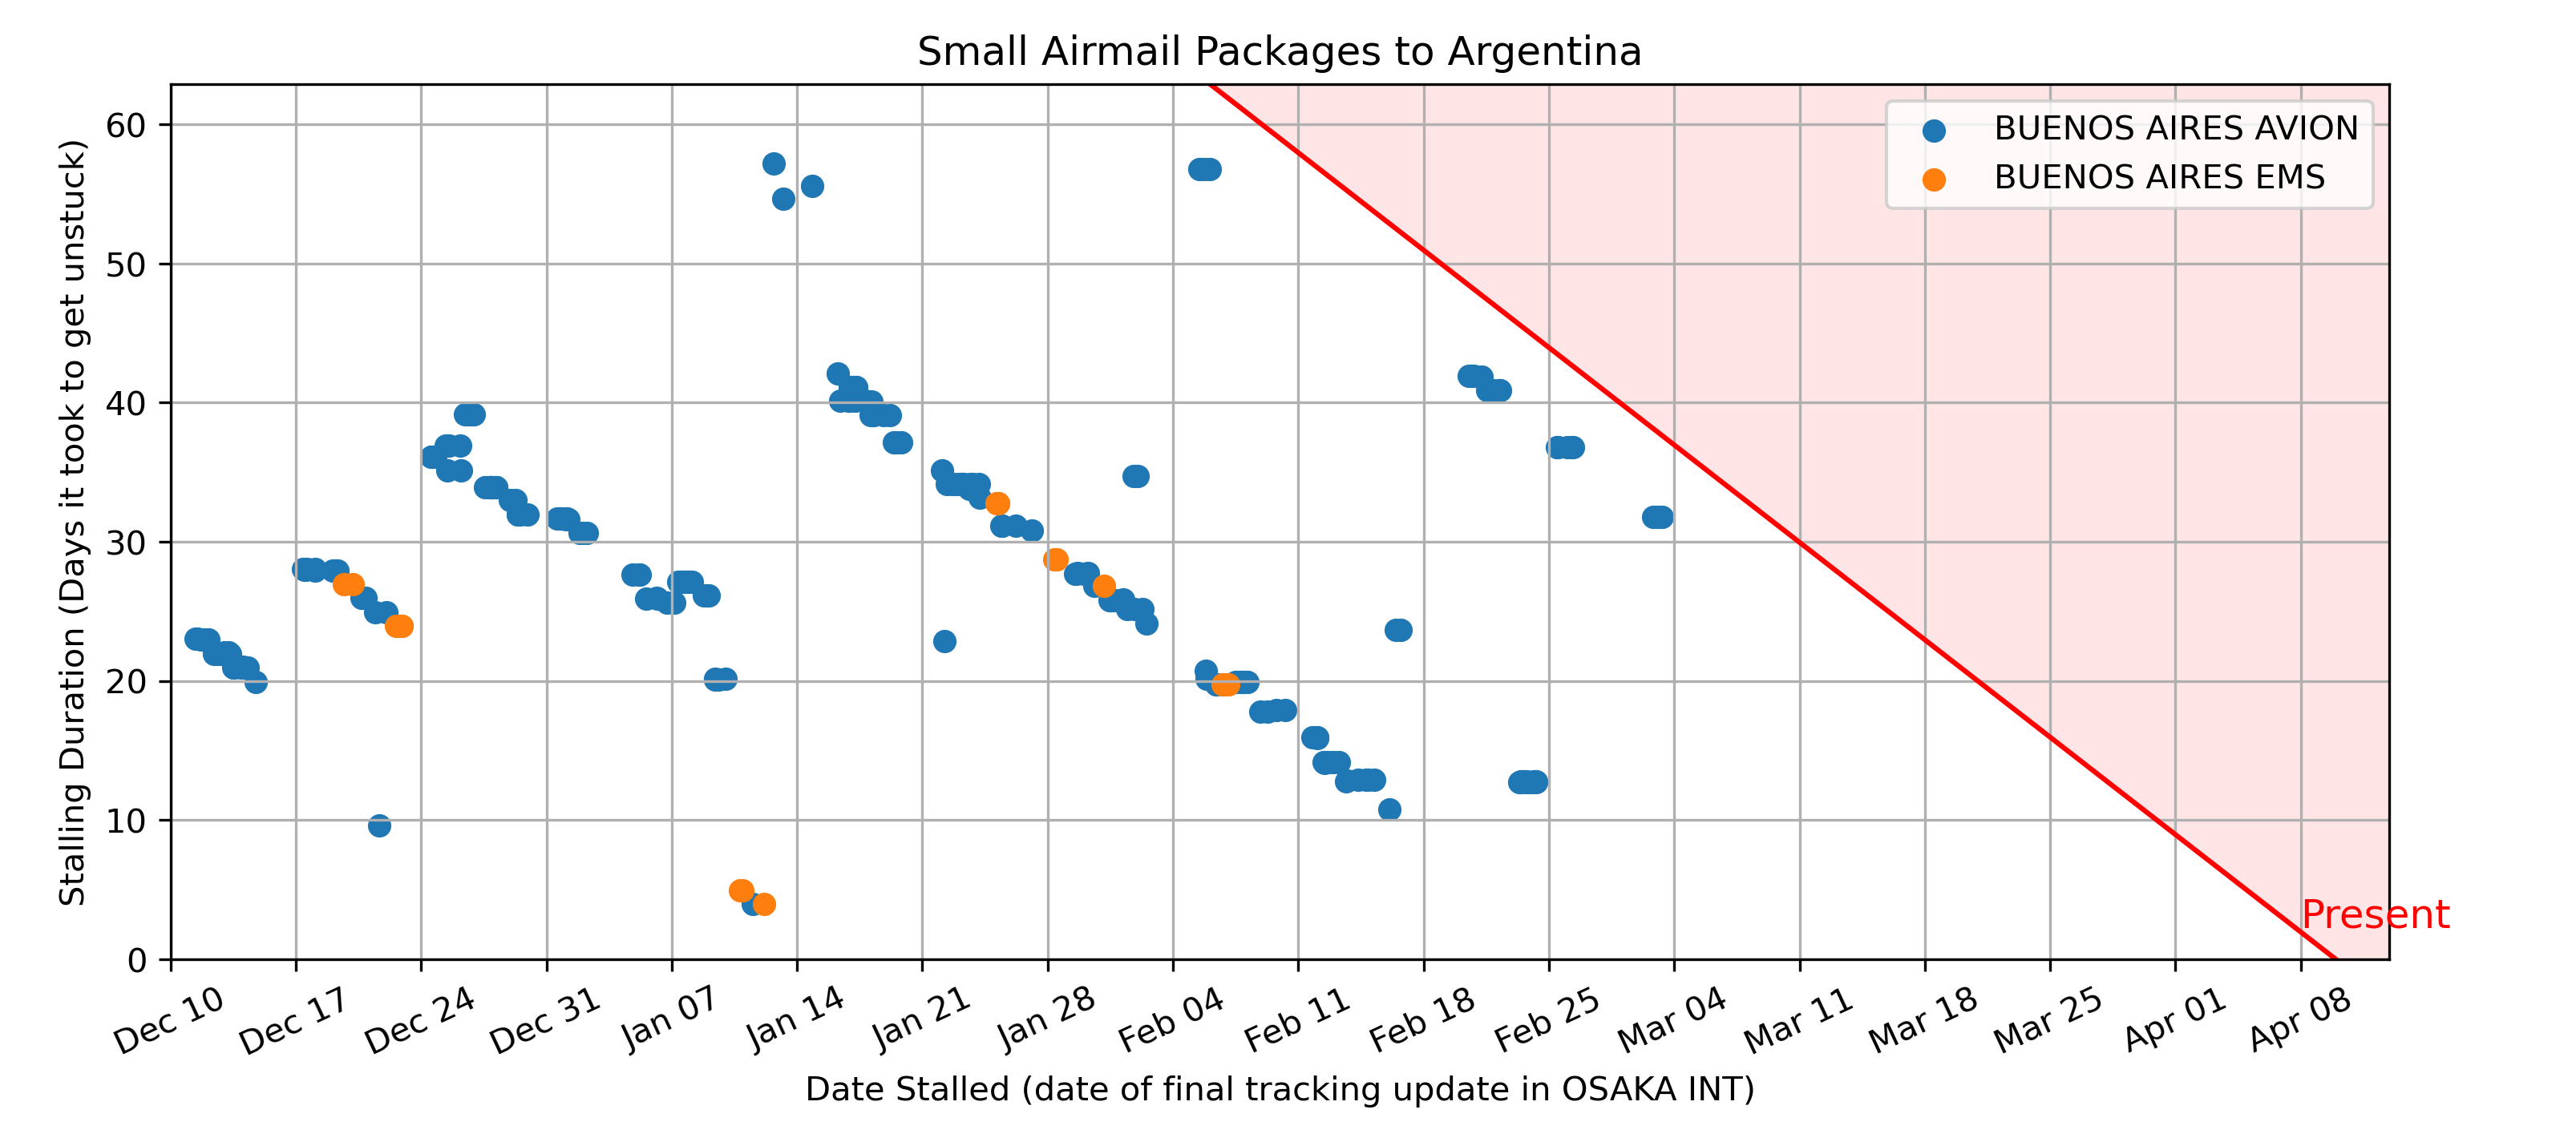 Small Airmail Packages to Argentina
BUENOS AIRES AVION
BUENOS AIRES EMS
Stalling Duration (Days it took to get unstuck)
60
50
40
30
20
10
0
Present
Dec 10
Dec 17
Dec 24
Dec 31
Jan 07
Jan 14
Jan 21
Jan 28
Feb 04
Feb 11
Feb 18
Feb 25
Mar 04
Mar 11
Mar 18
Mar 25
Apr 01
Apr 08
Date Stalled (date of final tracking update in OSAKA INT)